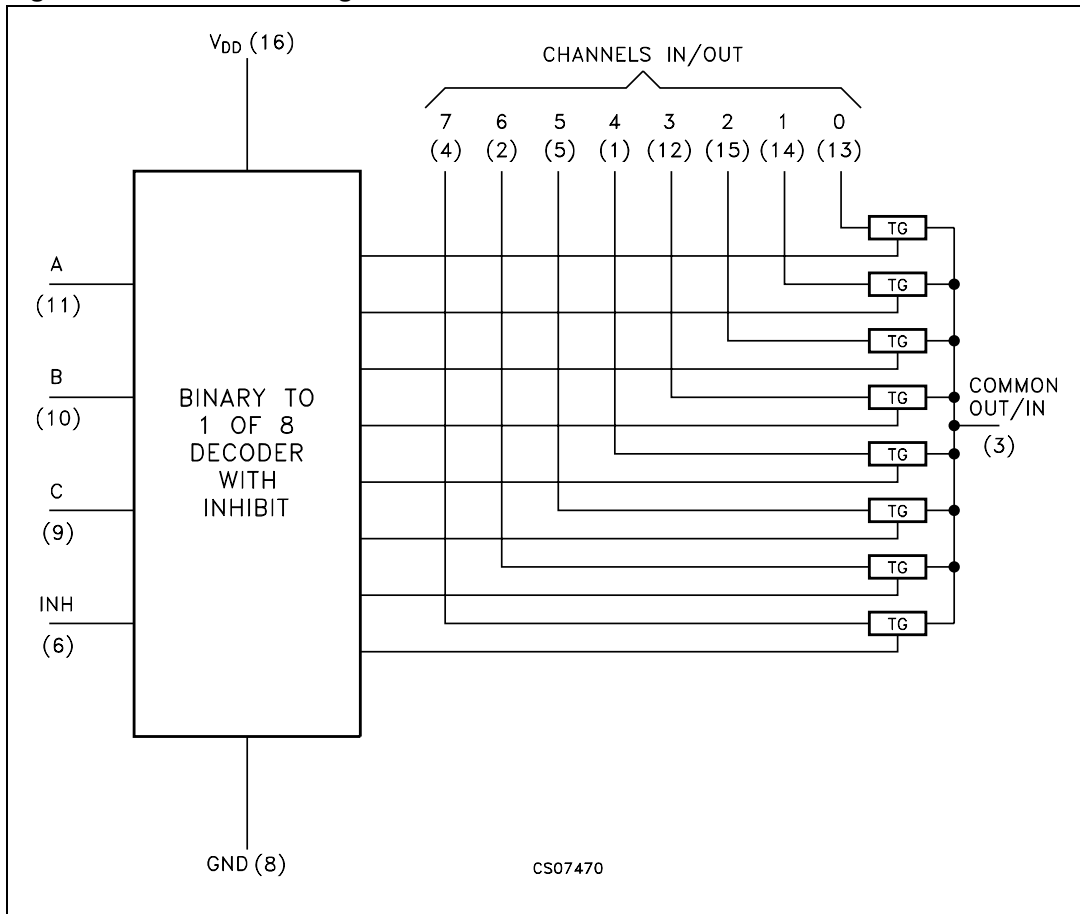 V_DD (16)
CHANNELS IN/OUT
7 6 5 4 3 2 1 0
(4) (2) (5) (1) (12) (15) (14) (13)
TG
A
(11)
TG
TG
B
(10)
TG
COMMON
OUT/IN
(3)
BINARY TO
1 OF 8
DECODER
WITH
INHIBIT
TG
C
(9)
TG
TG
INH
(6)
TG
GND (8)
CS07470